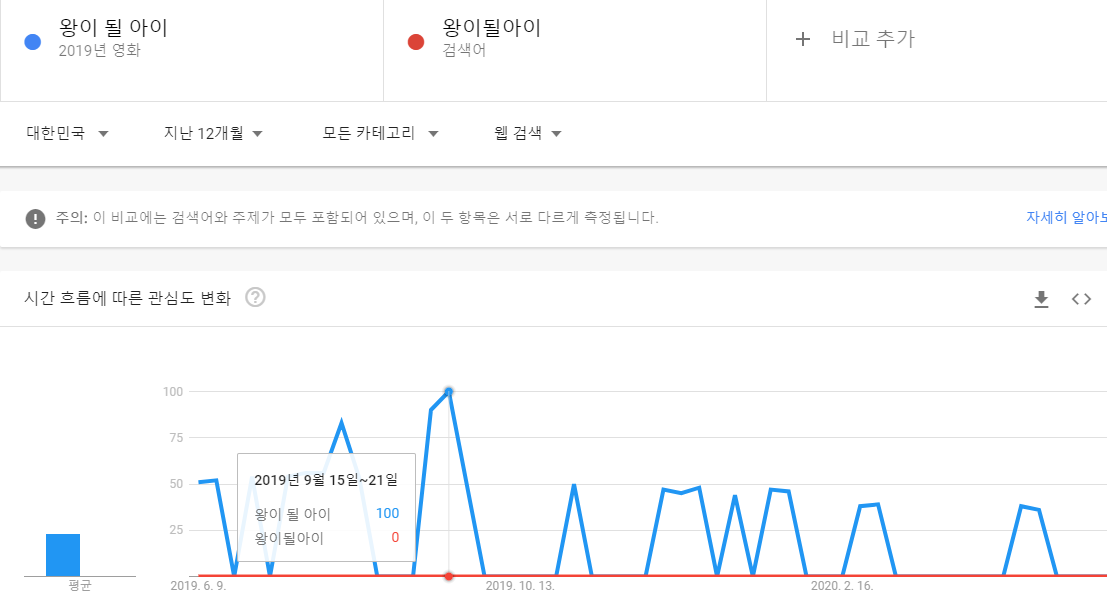 왕이 될 아이
2019년 영화
왕이될아이
검색어
+ 비교 추가
대한민국
지난 12개월
모든 카테고리
웹 검색
주의: 이 비교에는 검색어와 주제가 모두 포함되어 있으며, 이 두 항목은 서로 다르게 측정됩니다.
자세히 알아보
시간 흐름에 따른 관심도 변화
100
75
50
25
2019년 9월 15일~21일
왕이 될 아이 100
왕이될아이 0
평균
2019. 6. 9.
2019. 10. 13.
2020. 2. 16.